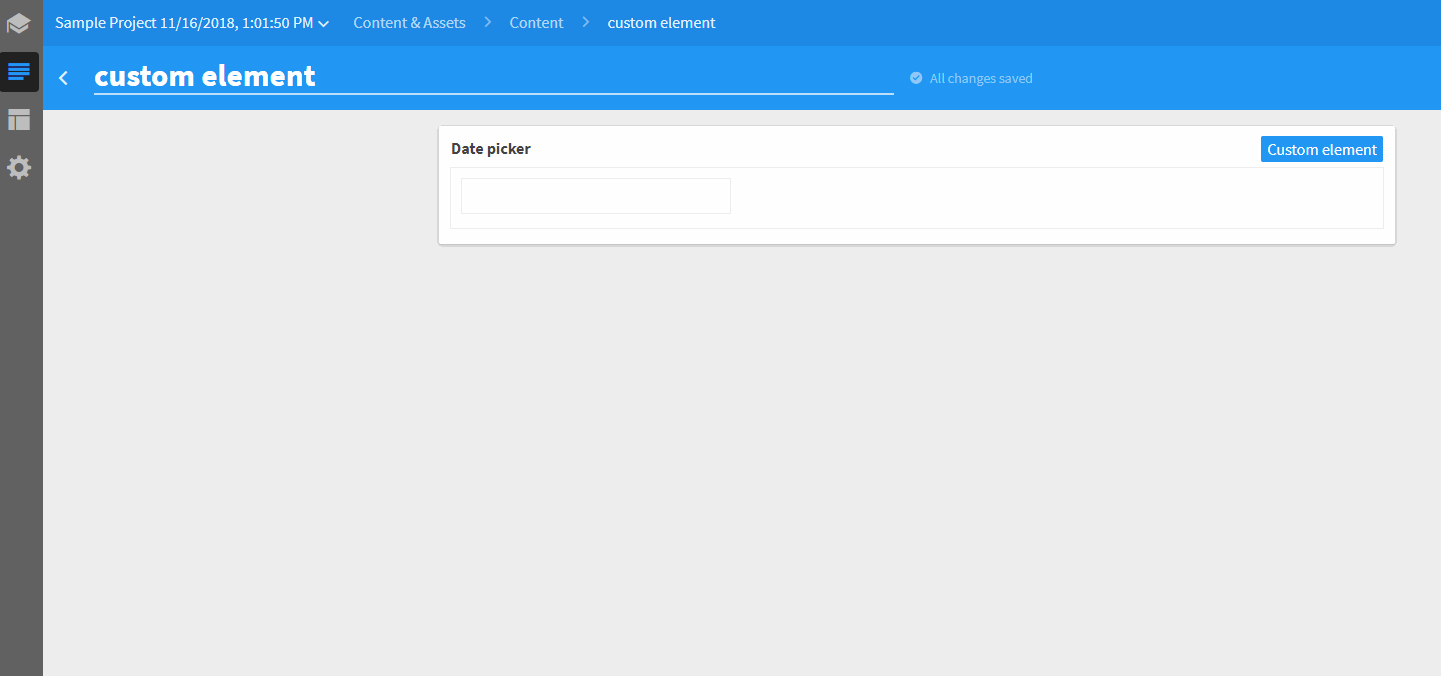 Sample Project 11/16/2018, 1:01:50 PM Content & Assets Content custom element
custom element All changes saved
Date picker Custom element